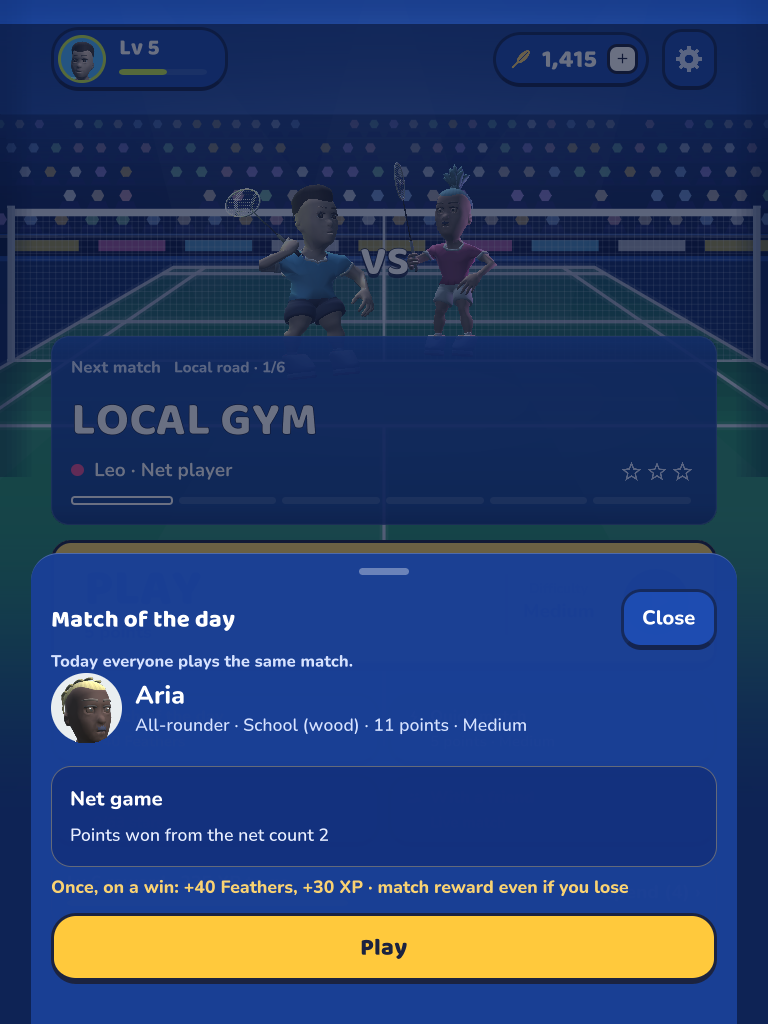 Lv 5
1,415
+
VS
Next match Local road · 1/6
LOCAL GYM
Leo · Net player
Match of the day
Close
Today everyone plays the same match.
Aria
All-rounder · School (wood) · 11 points · Medium
Net game
Points won from the net count 2
Once, on a win: +40 Feathers, +30 XP · match reward even if you lose
Play